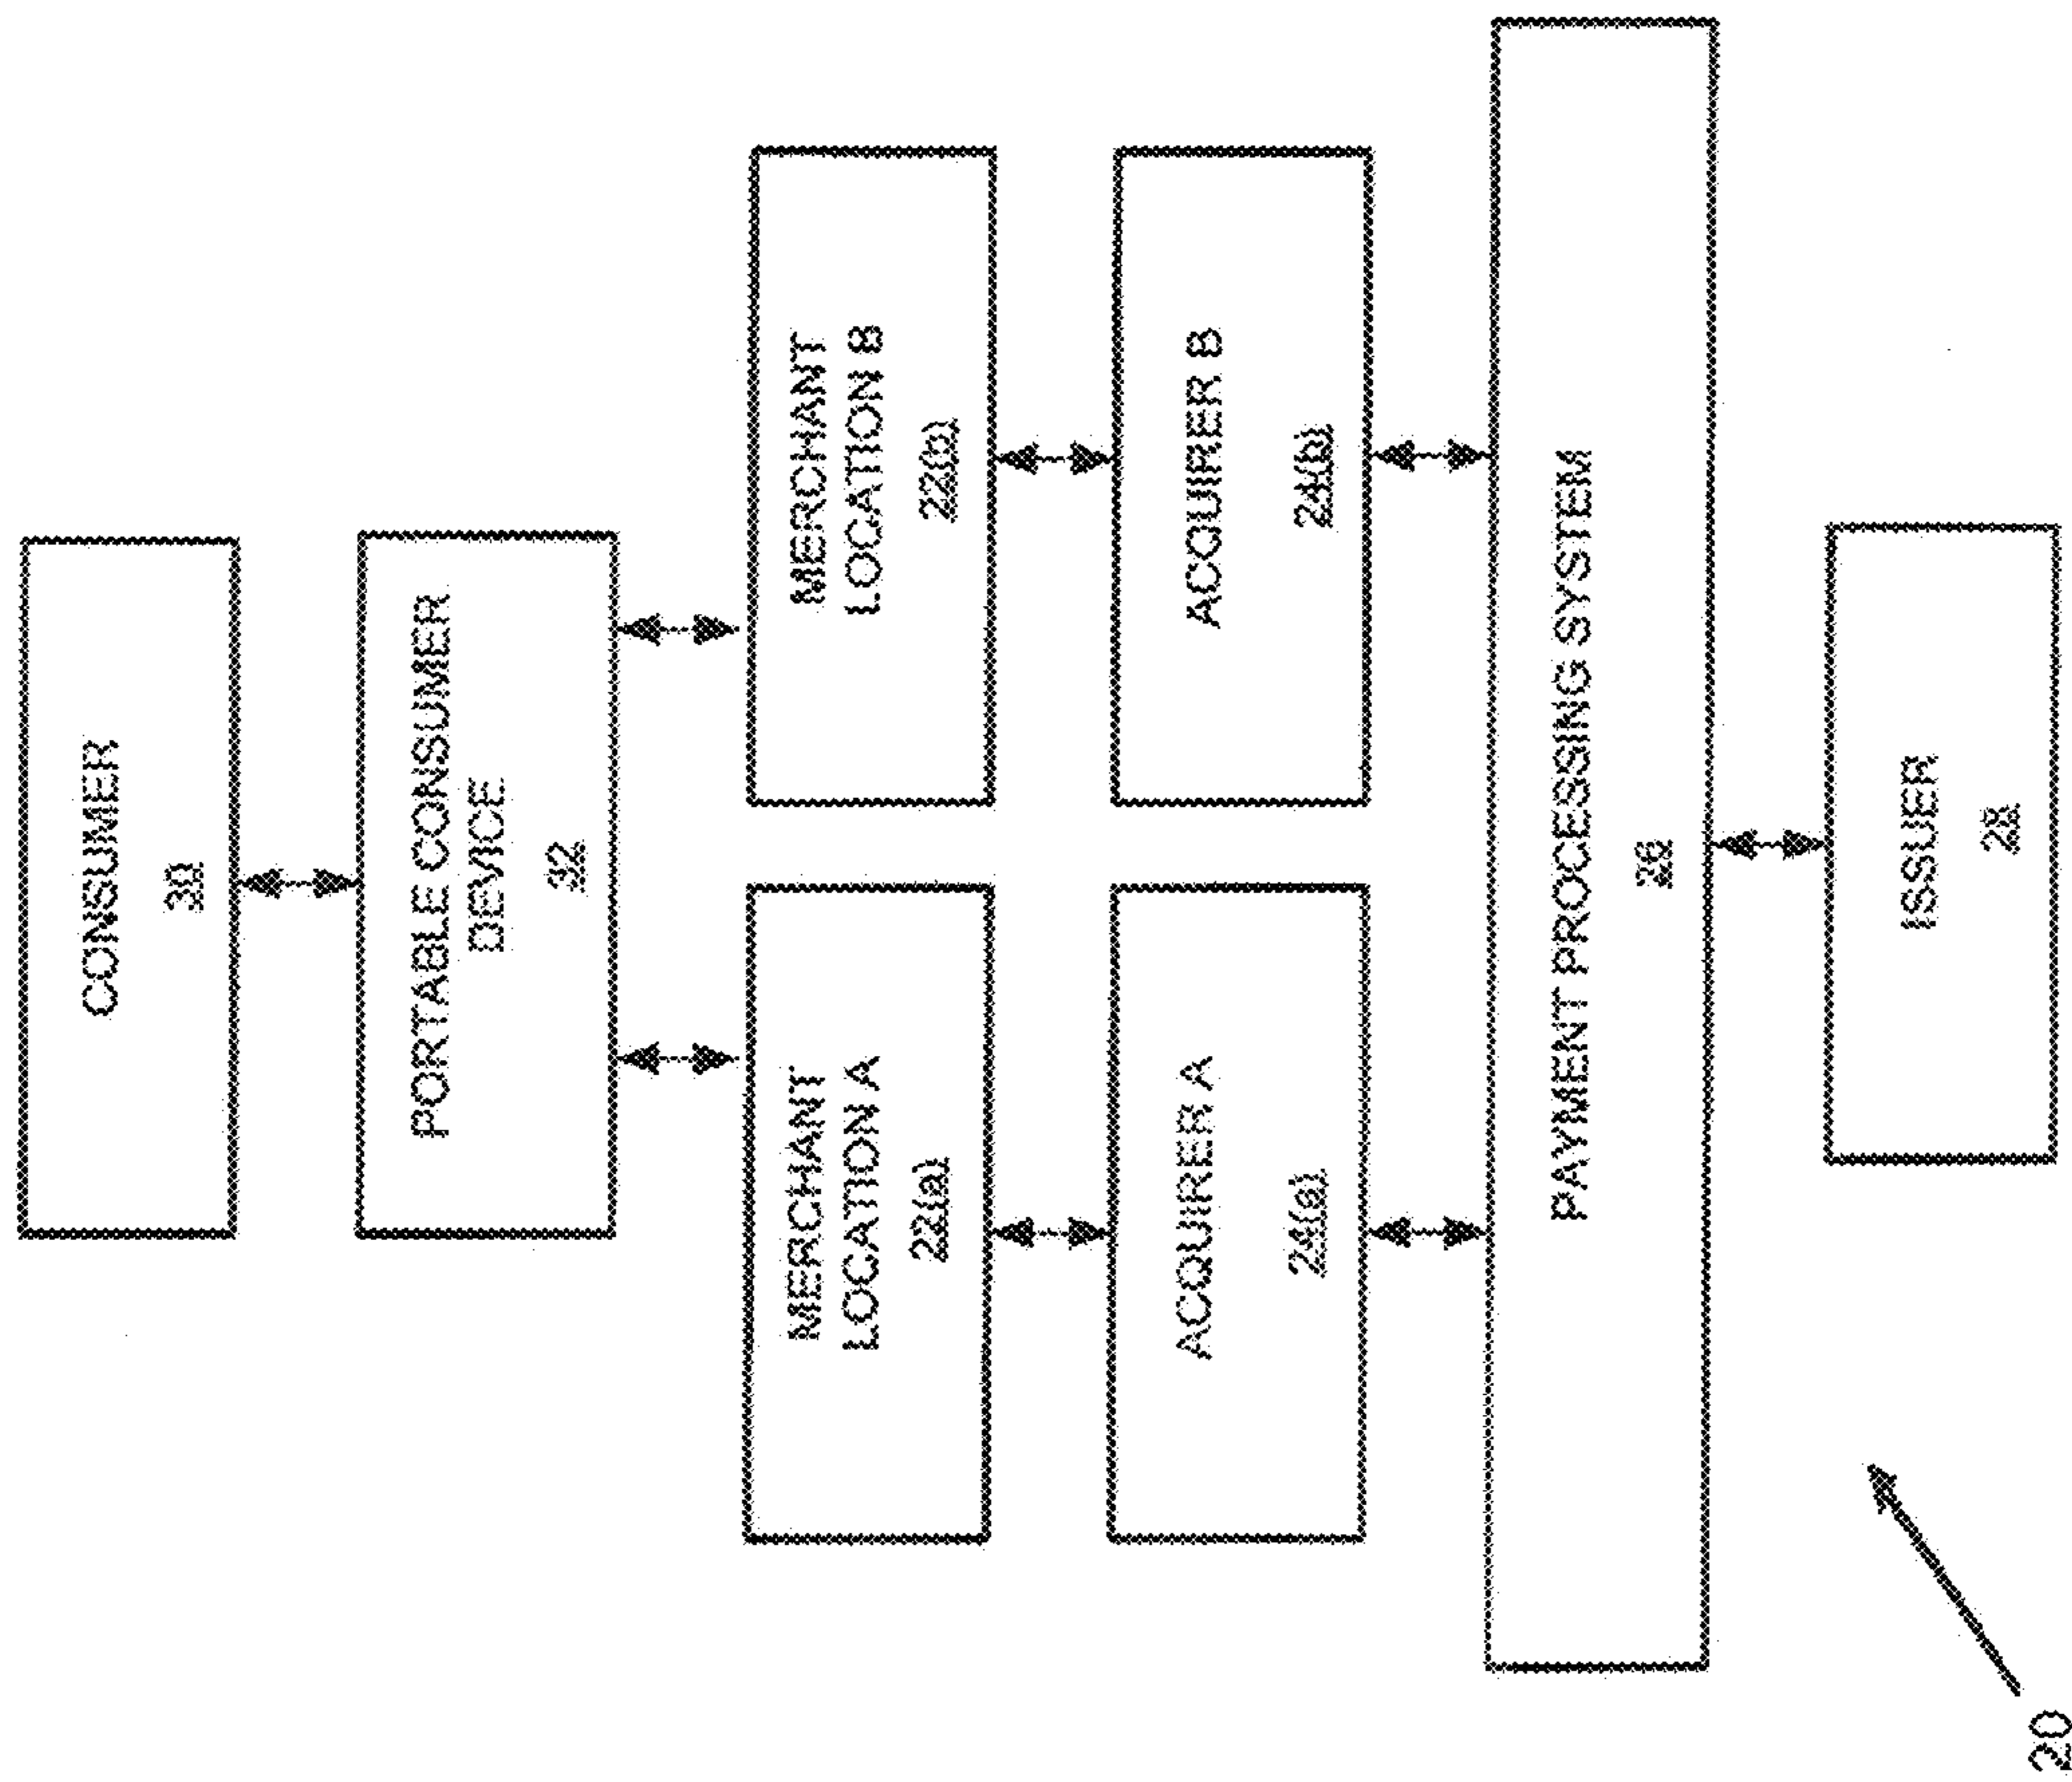 CONSUMER
30
PORTABLE CONSUMER
DEVICE
32
MERCHANT
LOCATION A
22(a)
MERCHANT
LOCATION B
22(b)
ACQUIRER A
24(a)
ACQUIRER B
24(b)
PAYMENT PROCESSING SYSTEM
26
ISSUER
28
20